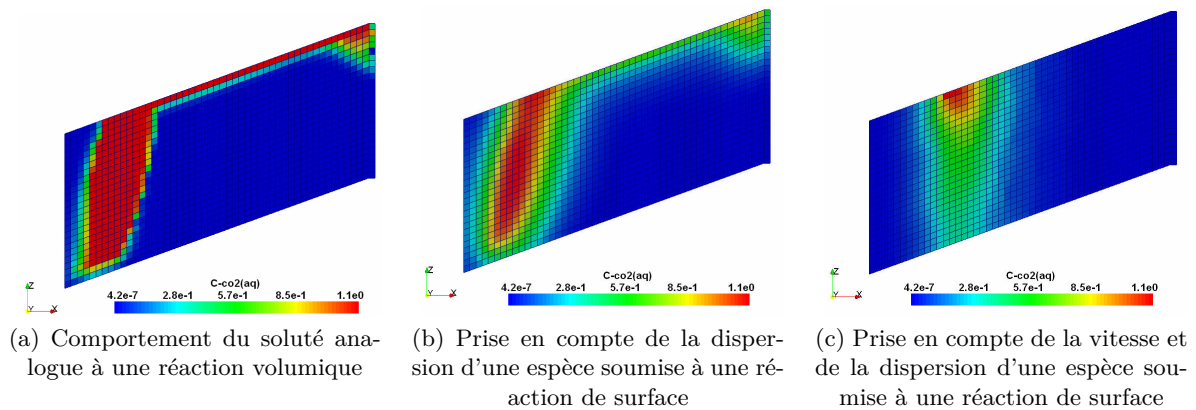 Z
Y X
C-co2(aq)
4.2e-7 2.8e-1 5.7e-1 8.5e-1 1.1e0
(a) Comportement du soluté ana-
logue à une réaction volumique
Z
Y X
C-co2(aq)
4.2e-7 2.8e-1 5.7e-1 8.5e-1 1.1e0
(b) Prise en compte de la disper-
sion d'une espèce soumise à une ré-
action de surface
Z
Y X
C-co2(aq)
4.2e-7 2.8e-1 5.7e-1 8.5e-1 1.1e0
(c) Prise en compte de la vitesse et
de la dispersion d'une espèce sou-
mise à une réaction de surface